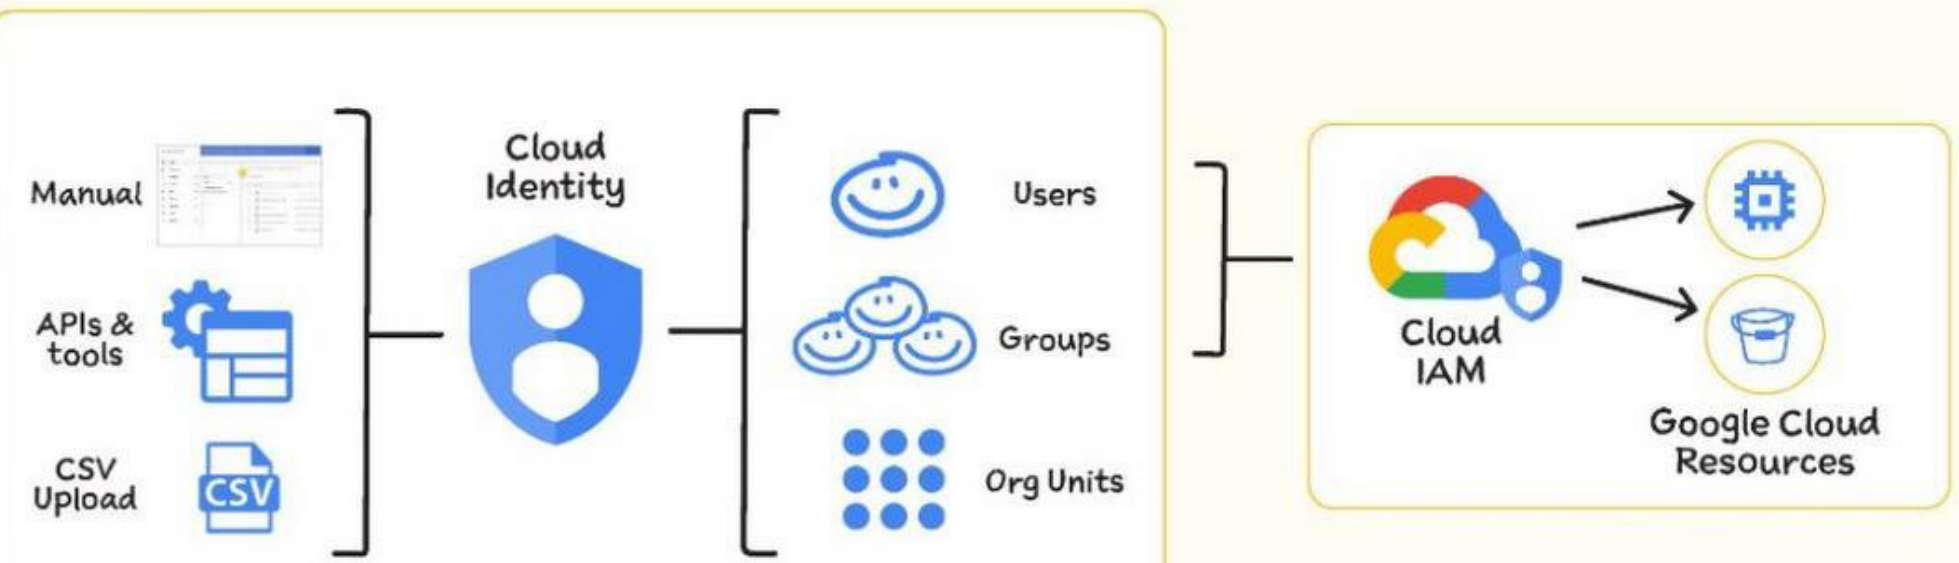 Manual
APIs &
tools
CSV
Upload
CSV
Cloud
Identity
Users
Groups
Org Units
Cloud
IAM
Google Cloud
Resources